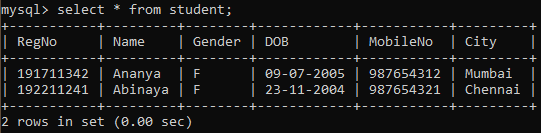 mysql> select * from student;
+-----------+---------+--------+------------+-----------+---------+
| RegNo     | Name    | Gender | DOB        | MobileNo  | City    |
+-----------+---------+--------+------------+-----------+---------+
| 191711342 | Ananya  | F      | 09-07-2005 | 987654312 | Mumbai  |
| 192211241 | Abinaya | F      | 23-11-2004 | 987654321 | Chennai |
+-----------+---------+--------+------------+-----------+---------+
2 rows in set (0.00 sec)